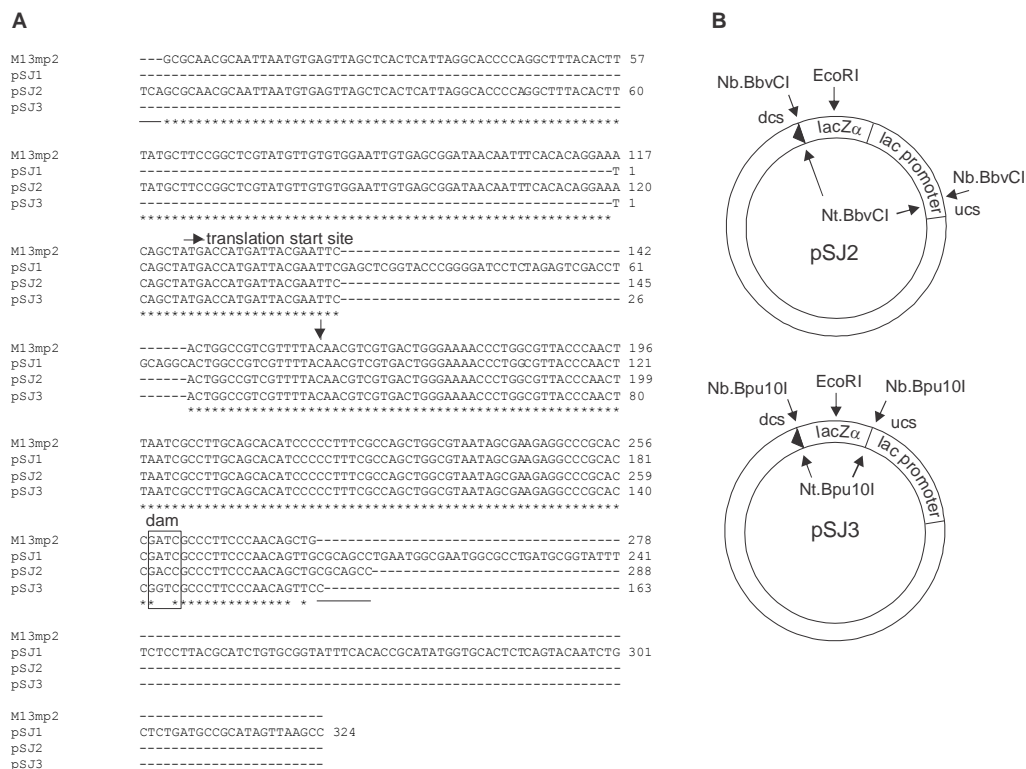 A
M13mp2 ---GCGCAACGCAATTAATGTGAGTTAGCTCACTCATTAGGCACCCCAGGCTTTACACTT 57
pSJ1 ------------------------------------------------------------
pSJ2 TCAGCGCAACGCAATTAATGTGAGTTAGCTCACTCATTAGGCACCCCAGGCTTTACACTT 60
pSJ3 ------------------------------------------------------------
*********************************************************
M13mp2 TATGCTTCCGGCTCGTATGTTGTGTGGAATTGTGAGCGGATAACAATTTCACACAGGAAA 117
pSJ1 -----------------------------------------------------------T 1
pSJ2 TATGCTTCCGGCTCGTATGTTGTGTGGAATTGTGAGCGGATAACAATTTCACACAGGAAA 120
pSJ3 -----------------------------------------------------------T 1
***********************************************************
translation start site
M13mp2 CAGCTATGACCATGATTACGAATTC----------------------------------- 142
pSJ1 CAGCTATGACCATGATTACGAATTCGAGCTCGGTACCCGGGGATCCTCTAGAGTCGACCT 61
pSJ2 CAGCTATGACCATGATTACGAATTC----------------------------------- 145
pSJ3 CAGCTATGACCATGATTACGAATTC----------------------------------- 26
*************************
M13mp2 ------ACTGGCCGTCGTTTTACAACGTCGTGACTGGGAAAACCCTGGCGTTACCCAACT 196
pSJ1 GCAGGCACTGGCCGTCGTTTTACAACGTCGTGACTGGGAAAACCCTGGCGTTACCCAACT 121
pSJ2 ------ACTGGCCGTCGTTTTACAACGTCGTGACTGGGAAAACCCTGGCGTTACCCAACT 199
pSJ3 ------ACTGGCCGTCGTTTTACAACGTCGTGACTGGGAAAACCCTGGCGTTACCCAACT 80
******************************************************
M13mp2 TAATCGCCTTGCAGCACATCCCCCTTTCGCCAGCTGGCGTAATAGCGAAGAGGCCCGCAC 256
pSJ1 TAATCGCCTTGCAGCACATCCCCCTTTCGCCAGCTGGCGTAATAGCGAAGAGGCCCGCAC 181
pSJ2 TAATCGCCTTGCAGCACATCCCCCTTTCGCCAGCTGGCGTAATAGCGAAGAGGCCCGCAC 259
pSJ3 TAATCGCCTTGCAGCACATCCCCCTTTCGCCAGCTGGCGTAATAGCGAAGAGGCCCGCAC 140
************************************************************
dam
M13mp2 CGATCGCCCTTCCCAACAGCTG-------------------------------------- 278
pSJ1 CGATCGCCCTTCCCAACAGTTGCGCAGCCTGAATGGCGAATGGCGCCTGATGCGGTATTT 241
pSJ2 CGACCGCCCTTCCCAACAGCTGCGCAGCC------------------------------- 288
pSJ3 CGGTCGCCCTTCCCAACAGTTCC------------------------------------- 163
** *************** *
M13mp2 ------------------------------------------------------------
pSJ1 TCTCCTTACGCATCTGTGCGGTATTTCACACCGCATATGGTGCACTCTCAGTACAATCTG 301
pSJ2 ------------------------------------------------------------
pSJ3 ------------------------------------------------------------
M13mp2 -----------------------
pSJ1 CTCTGATGCCGCATAGTTAAGCC 324
pSJ2 -----------------------
pSJ3 -----------------------
B
EcoRI
Nb.BbvCI
dcs
lacZα
lac promoter
Nb.BbvCI
ucs
Nt.BbvCI
pSJ2
EcoRI
Nb.Bpu10I
Nb.Bpu10I
dcs
ucs
lacZα
lac promoter
Nt.Bpu10I
pSJ3